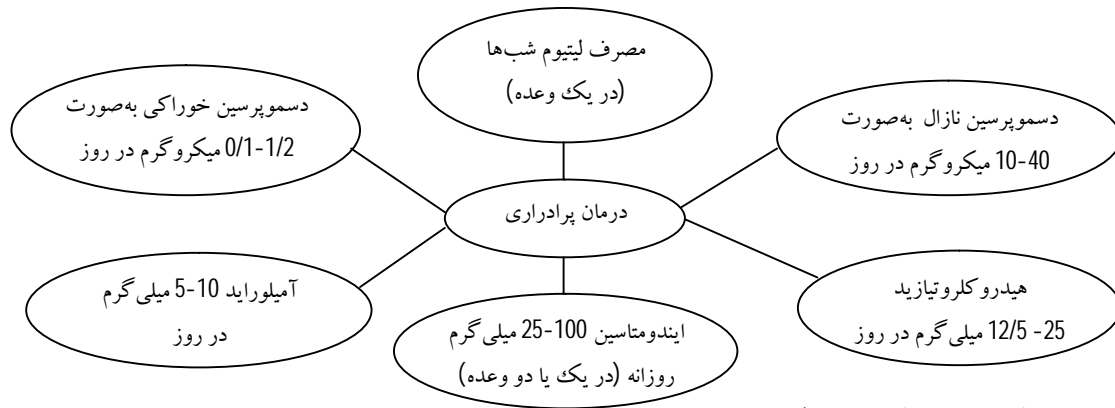 مصرف لیتیوم شب‌ها
(در یک وعده)
دسموپرسین نازال به‌صورت
10-40 میکروگرم در روز
دسموپرسین خوراکی به‌صورت
0/1-1/2 میکروگرم در روز
درمان پرادراری
هیدروکلروتیازید
12/5 -25 میلی‌گرم در روز
ایندومتاسین 100-25 میلی‌گرم
روزانه (در یک یا دو وعده)
آمیلوراید 10-5 میلی‌گرم
در روز